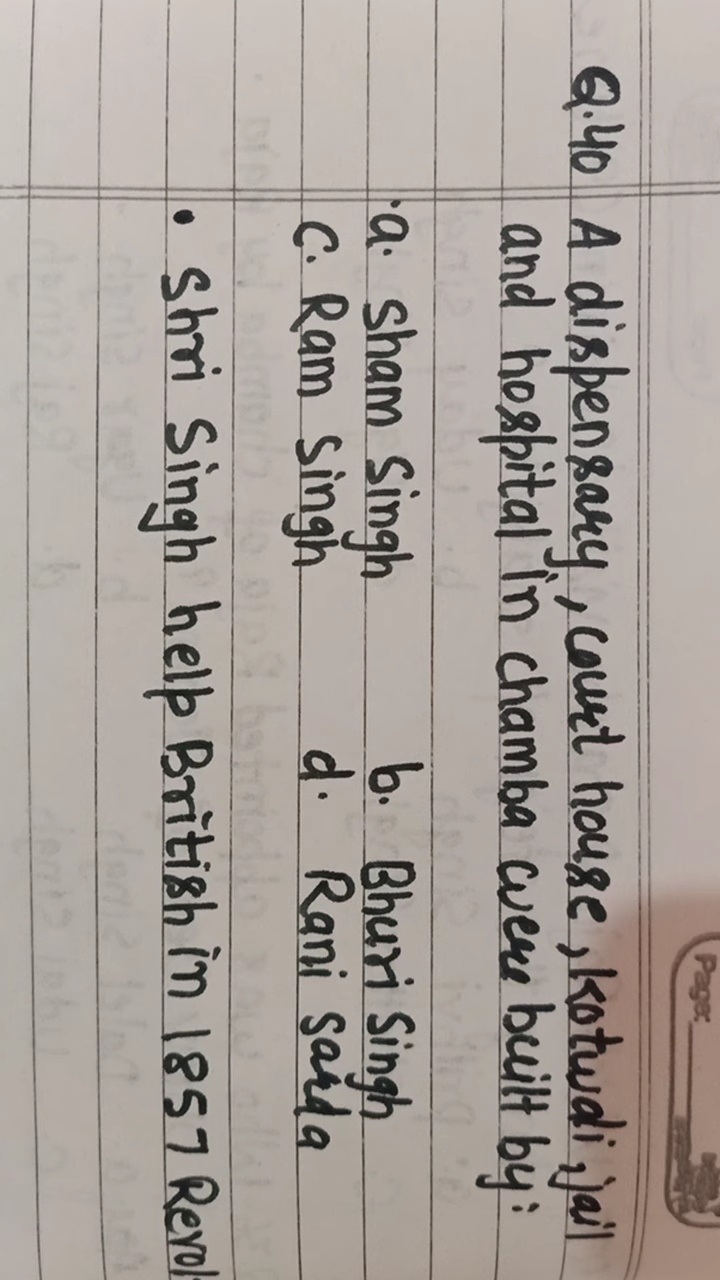 Q.40 A dispensary, court house, kotwali, jail
and hospital in chamba were built by:
a. Sham Singh b. Bhuri Singh
c. Ram Singh d. Rani Sarda
• Shri Singh help British in 1857 Revol
Page: